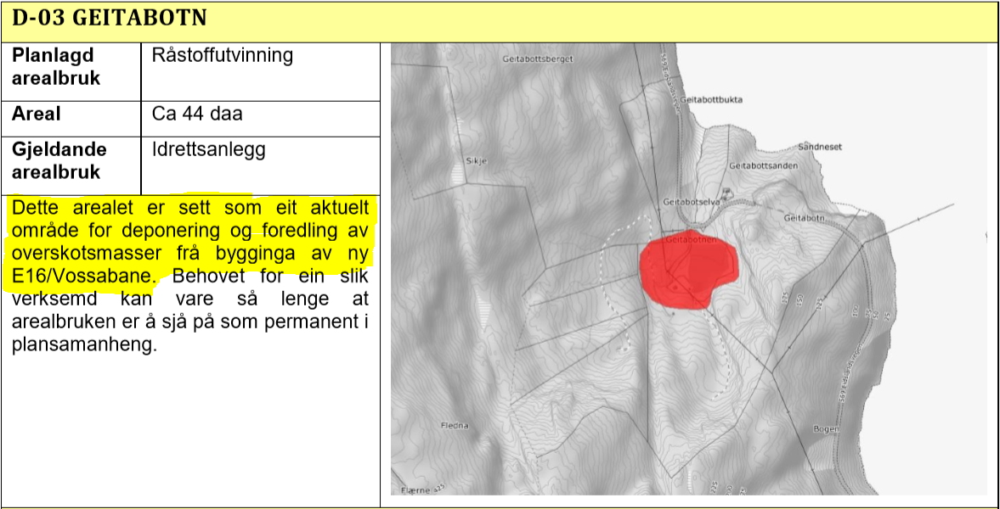 D-03 GEITABOTN
Planlagd
arealbruk
Råstoffutvinning
Areal
Ca 44 daa
Gjeldande
arealbruk
Idrettsanlegg
Dette arealet er sett som eit aktuelt
område for deponering og foredling av
overskotsmasser frå bygginga av ny
E16/Vossabane. Behovet for ein slik
verksemd kan vare så lenge at
arealbruken er å sjå på som permanent i
plansamanheng.
Geitabottsberget
Geitabottbukta
Sandneset
Sikje
Geitabottsanden
Geitabotselva
Geitabotn
Geitabotnen
175
150
125
Bogen
Fledna
Flærne
425